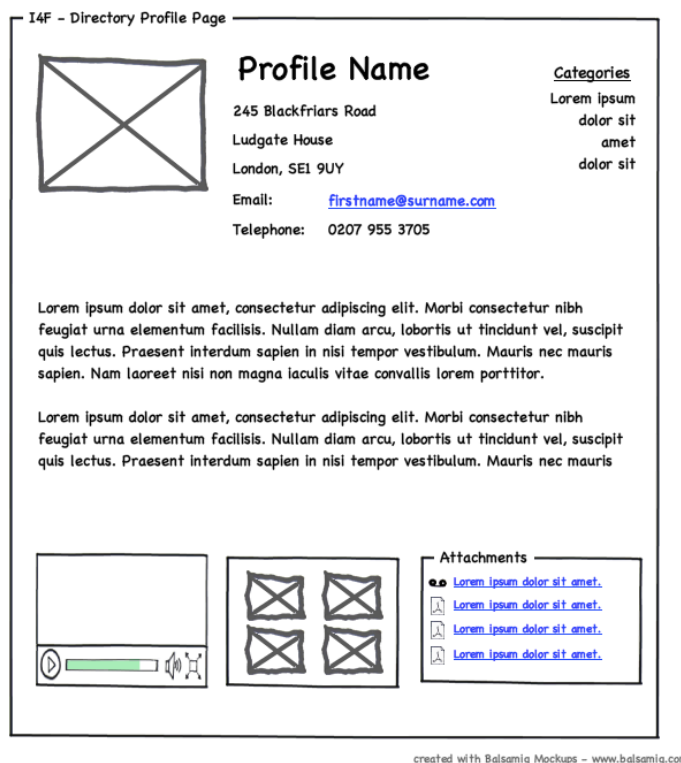 I4F - Directory Profile Page
Profile Name
245 Blackfriars Road
Ludgate House
London, SE1 9UY
Email: firstname@surname.com
Telephone: 0207 955 3705
Categories
Lorem ipsum
dolor sit
amet
dolor sit
Lorem ipsum dolor sit amet, consectetur adipiscing elit. Morbi consectetur nibh
feugiat urna elementum facilisis. Nullam diam arcu, lobortis ut tincidunt vel, suscipit
quis lectus. Praesent interdum sapien in nisi tempor vestibulum. Mauris nec mauris
sapien. Nam laoreet nisi non magna iaculis vitae convallis lorem porttitor.
Lorem ipsum dolor sit amet, consectetur adipiscing elit. Morbi consectetur nibh
feugiat urna elementum facilisis. Nullam diam arcu, lobortis ut tincidunt vel, suscipit
quis lectus. Praesent interdum sapien in nisi tempor vestibulum. Mauris nec mauris
Attachments
Lorem ipsum dolor sit amet.
Lorem ipsum dolor sit amet.
Lorem ipsum dolor sit amet.
Lorem ipsum dolor sit amet.
created with Balsamiq Mockups - www.balsamiq.co